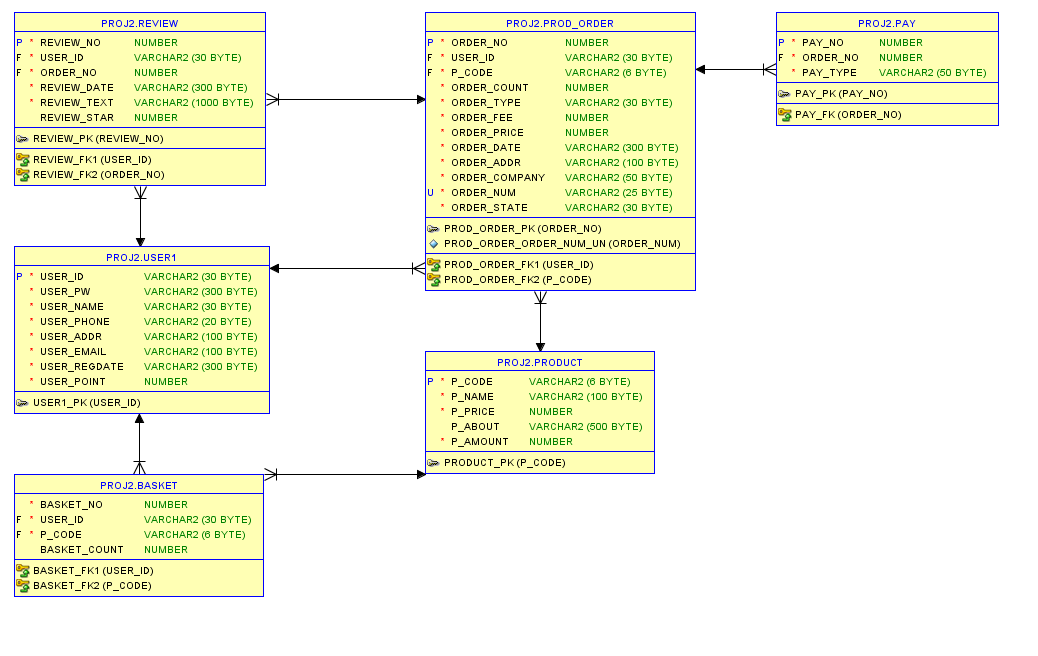 PROJ2.REVIEW
P * REVIEW_NO NUMBER
F * USER_ID VARCHAR2 (30 BYTE)
F * ORDER_NO NUMBER
* REVIEW_DATE VARCHAR2 (300 BYTE)
* REVIEW_TEXT VARCHAR2 (1000 BYTE)
REVIEW_STAR NUMBER
REVIEW_PK (REVIEW_NO)
REVIEW_FK1 (USER_ID)
REVIEW_FK2 (ORDER_NO)
PROJ2.PROD_ORDER
P * ORDER_NO NUMBER
F * USER_ID VARCHAR2 (30 BYTE)
F * P_CODE VARCHAR2 (6 BYTE)
* ORDER_COUNT NUMBER
* ORDER_TYPE VARCHAR2 (30 BYTE)
* ORDER_FEE NUMBER
* ORDER_PRICE NUMBER
* ORDER_DATE VARCHAR2 (300 BYTE)
* ORDER_ADDR VARCHAR2 (100 BYTE)
* ORDER_COMPANY VARCHAR2 (50 BYTE)
U * ORDER_NUM VARCHAR2 (25 BYTE)
* ORDER_STATE VARCHAR2 (30 BYTE)
PROD_ORDER_PK (ORDER_NO)
PROD_ORDER_ORDER_NUM_UN (ORDER_NUM)
PROD_ORDER_FK1 (USER_ID)
PROD_ORDER_FK2 (P_CODE)
PROJ2.PAY
P * PAY_NO NUMBER
F * ORDER_NO NUMBER
* PAY_TYPE VARCHAR2 (50 BYTE)
PAY_PK (PAY_NO)
PAY_FK (ORDER_NO)
PROJ2.USER1
P * USER_ID VARCHAR2 (30 BYTE)
* USER_PW VARCHAR2 (300 BYTE)
* USER_NAME VARCHAR2 (30 BYTE)
* USER_PHONE VARCHAR2 (20 BYTE)
* USER_ADDR VARCHAR2 (100 BYTE)
* USER_EMAIL VARCHAR2 (100 BYTE)
* USER_REGDATE VARCHAR2 (300 BYTE)
* USER_POINT NUMBER
USER1_PK (USER_ID)
PROJ2.PRODUCT
P * P_CODE VARCHAR2 (6 BYTE)
* P_NAME VARCHAR2 (100 BYTE)
* P_PRICE NUMBER
P_ABOUT VARCHAR2 (500 BYTE)
* P_AMOUNT NUMBER
PRODUCT_PK (P_CODE)
PROJ2.BASKET
* BASKET_NO NUMBER
F * USER_ID VARCHAR2 (30 BYTE)
F * P_CODE VARCHAR2 (6 BYTE)
BASKET_COUNT NUMBER
BASKET_FK1 (USER_ID)
BASKET_FK2 (P_CODE)